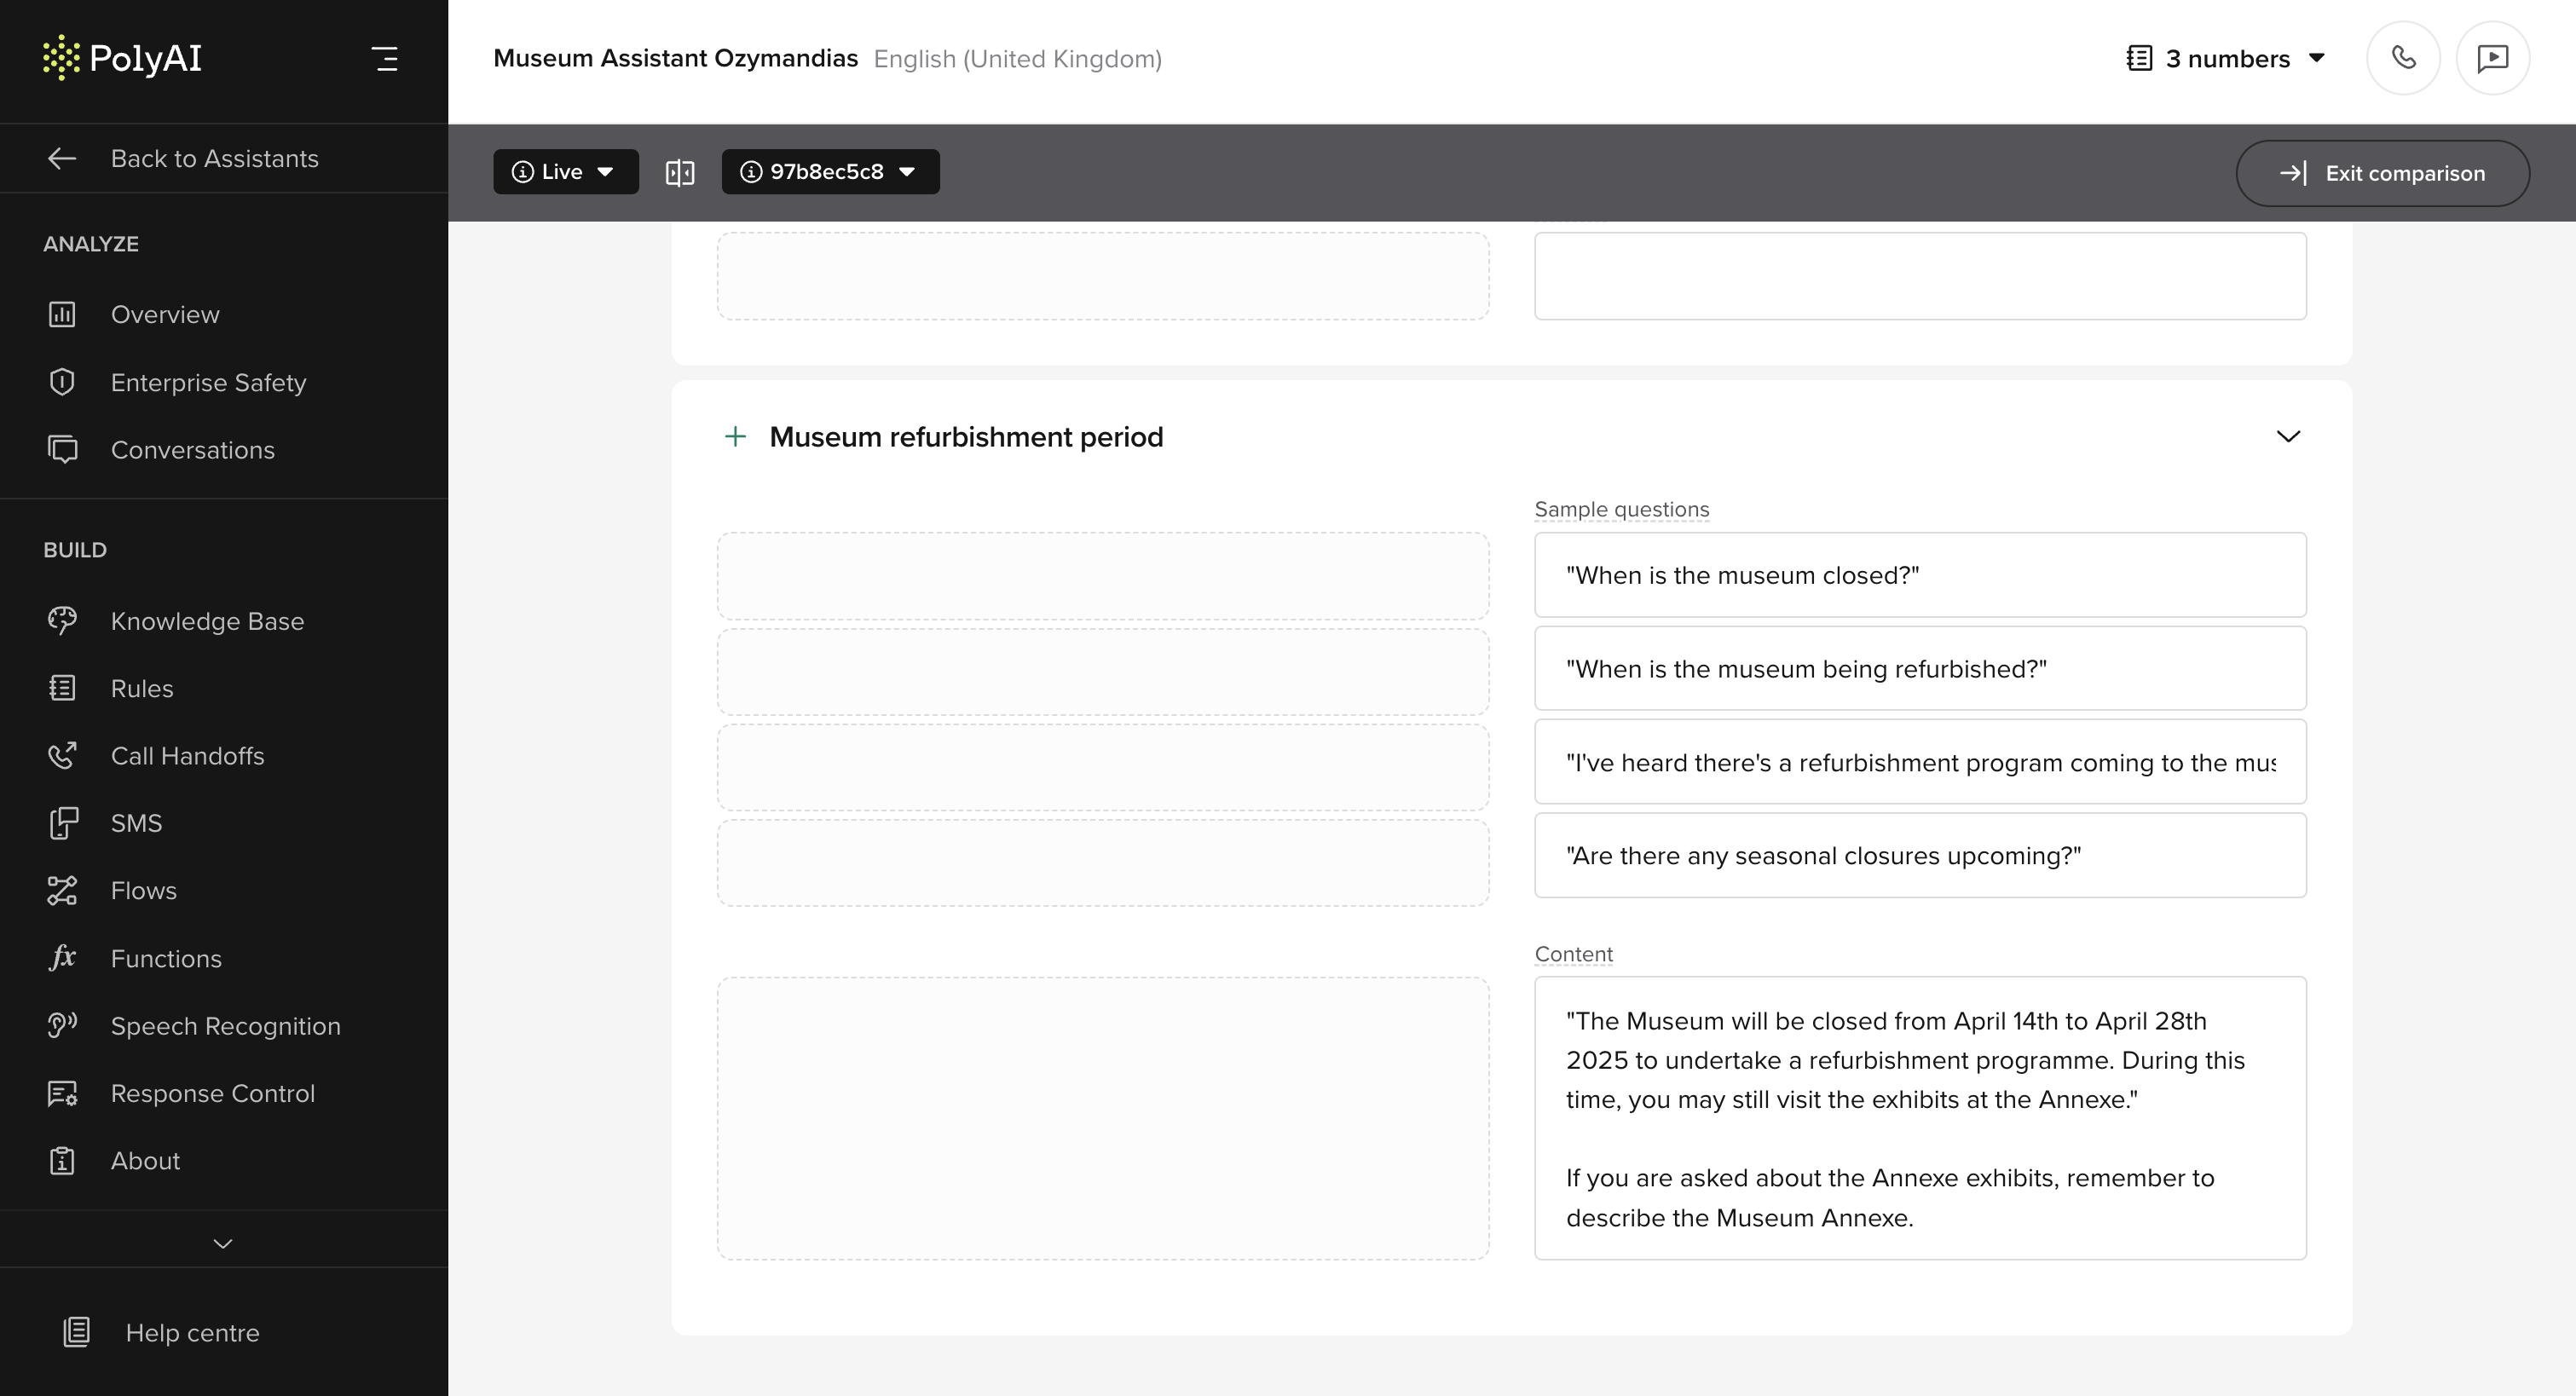 PolyAI
Back to Assistants
ANALYZE
Overview
Enterprise Safety
Conversations
BUILD
Knowledge Base
Rules
Call Handoffs
SMS
Flows
fx Functions
Speech Recognition
Response Control
About
Help centre
Museum Assistant Ozymandias English (United Kingdom)
3 numbers
Live
97b8ec5c8
Exit comparison
Museum refurbishment period
Sample questions
"When is the museum closed?"
"When is the museum being refurbished?"
"I've heard there's a refurbishment program coming to the mus
"Are there any seasonal closures upcoming?"
Content
"The Museum will be closed from April 14th to April 28th
2025 to undertake a refurbishment programme. During this
time, you may still visit the exhibits at the Annexe."
If you are asked about the Annexe exhibits, remember to
describe the Museum Annexe.